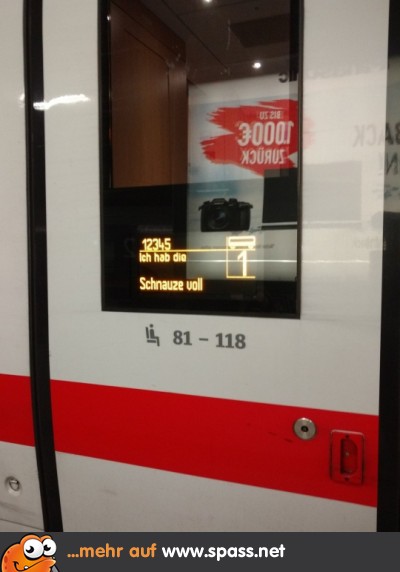 BIS ZU
1000€
ZURÜCK
12345
Ich hab die
1
Schnauze voll
81 – 118
...mehr auf www.spass.net